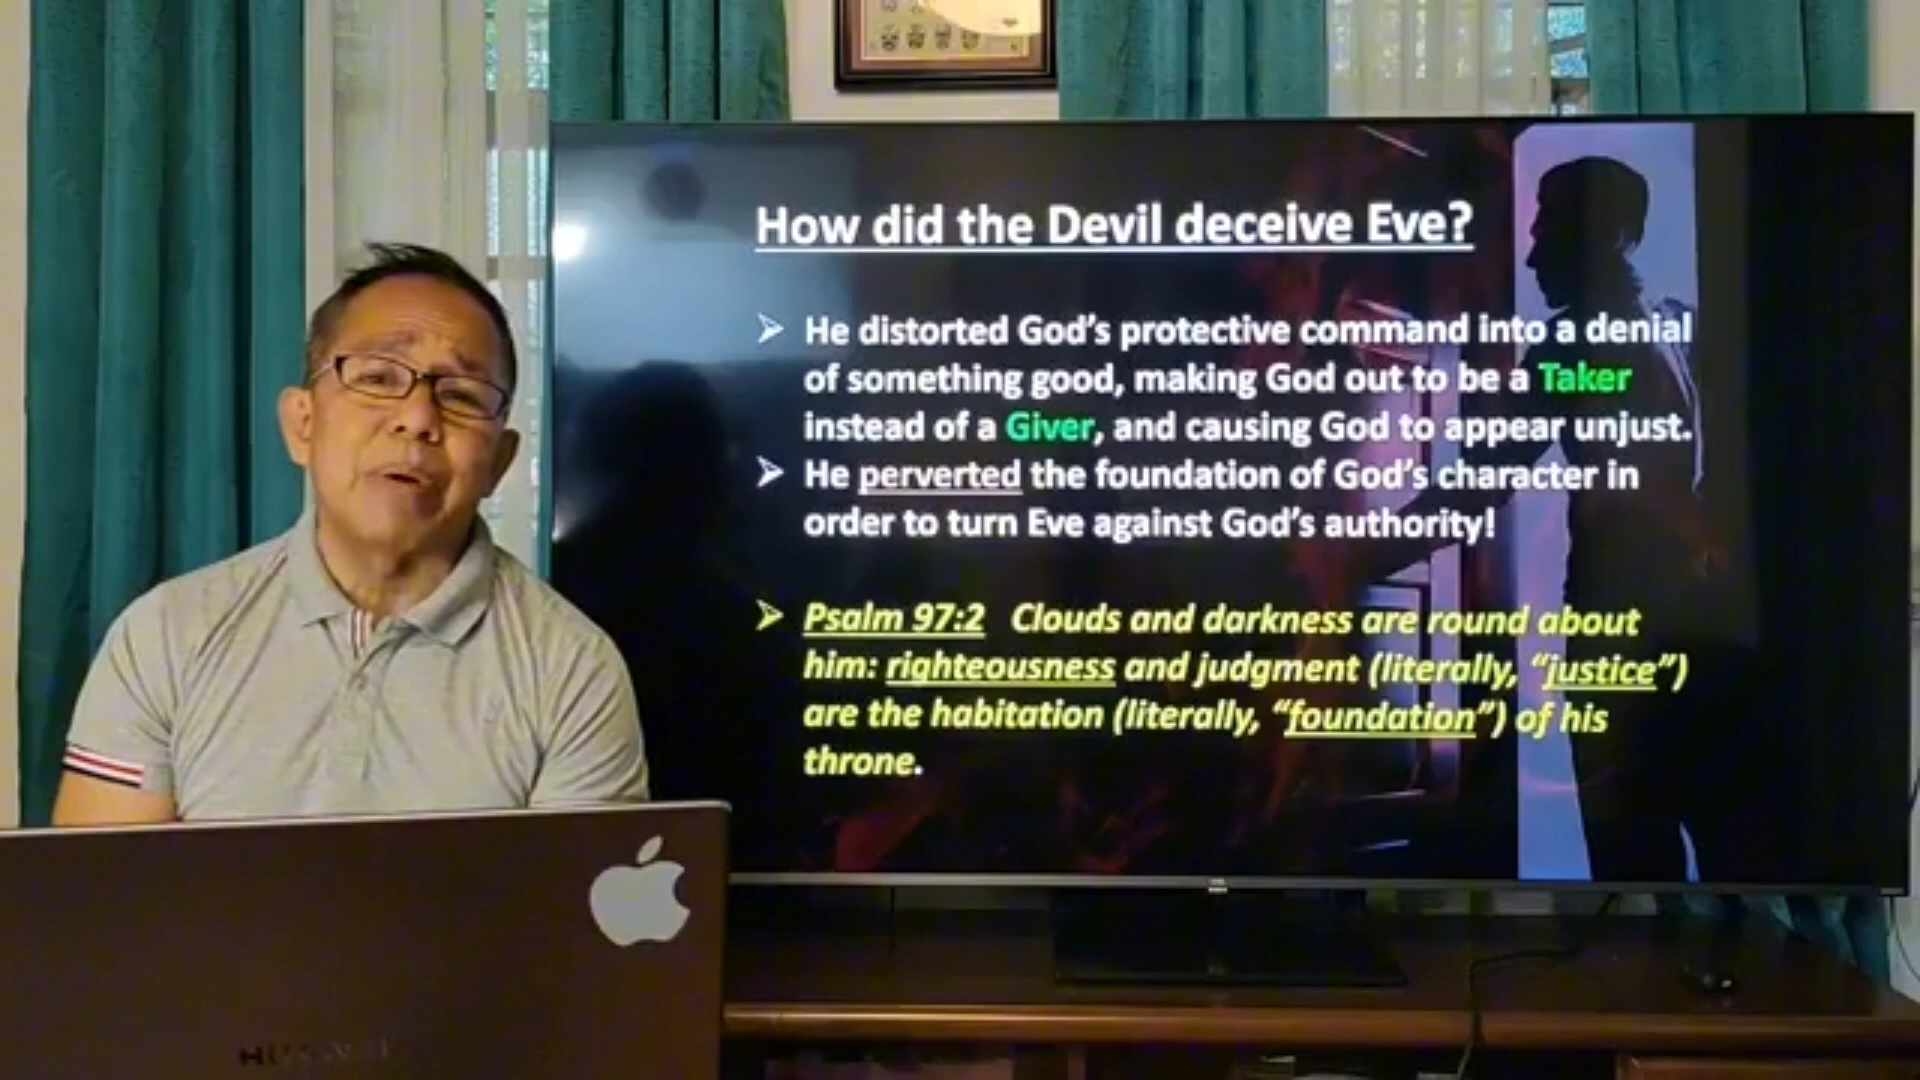 How did the Devil deceive Eve?
➢ He distorted God's protective command into a denial
of something good, making God out to be a Taker
instead of a Giver, and causing God to appear unjust.
➢ He perverted the foundation of God's character in
order to turn Eve against God's authority!
➢ Psalm 97:2 Clouds and darkness are round about
him: righteousness and judgment (literally, "justice")
are the habitation (literally, "foundation") of his
throne.